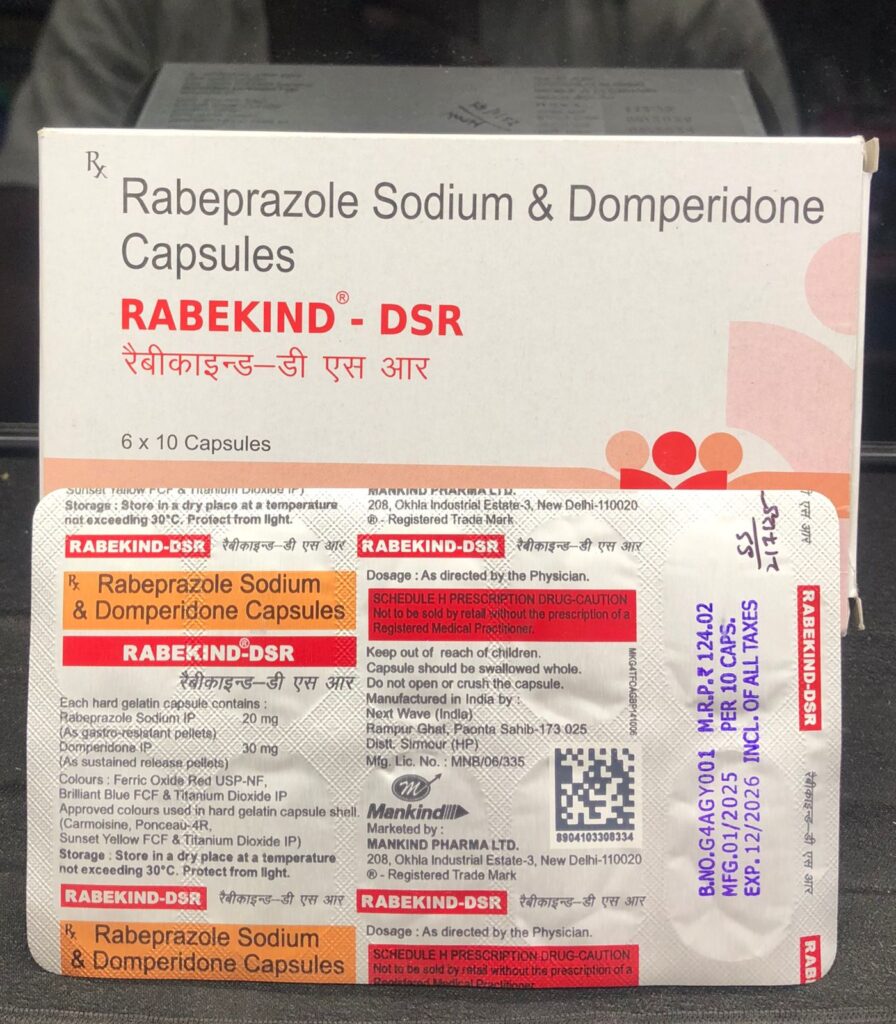 Rx
Rabeprazole Sodium & Domperidone
Capsules
RABEKIND® - DSR
रैबीकाइन्ड–डी एस आर
6 x 10 Capsules
Sunset Yellow FCF & Titanium Dioxide IP)
Storage : Store in a dry place at a temperature
not exceeding 30°C. Protect from light.
MANKIND PHARMA LTD.
208, Okhla Industrial Estate-3, New Delhi-110020
® - Registered Trade Mark
RABEKIND-DSR रैबीकाइन्ड–डी एस आर
RABEKIND-DSR रैबीकाइन्ड–डी एस आर
Rx Rabeprazole Sodium
& Domperidone Capsules
RABEKIND®-DSR
रैबीकाइन्ड–डी एस आर
Each hard gelatin capsule contains :
Rabeprazole Sodium IP 20 mg
(As gastro-resistant pellets)
Domperidone IP 30 mg
(As sustained release pellets)
Colours : Ferric Oxide Red USP-NF,
Brilliant Blue FCF & Titanium Dioxide IP
Approved colours used in hard gelatin capsule shell.
(Carmoisine, Ponceau-4R,
Sunset Yellow FCF & Titanium Dioxide IP)
Storage : Store in a dry place at a temperature
not exceeding 30°C. Protect from light.
Dosage : As directed by the Physician.
SCHEDULE H PRESCRIPTION DRUG-CAUTION
Not to be sold by retail without the prescription of a
Registered Medical Practitioner.
Keep out of reach of children.
Capsule should be swallowed whole.
Do not open or crush the capsule.
Manufactured in India by :
Next Wave (India)
Rampur Ghat, Paonta Sahib-173 025
Distt. Sirmour (HP)
Mfg. Lic. No. : MNB/06/335
8904103308334
Mankind
Marketed by :
MANKIND PHARMA LTD.
208, Okhla Industrial Estate-3, New Delhi-110020
® - Registered Trade Mark
RABEKIND-DSR रैबीकाइन्ड–डी एस आर
RABEKIND-DSR रैबीकाइन्ड–डी एस आर
Rx Rabeprazole Sodium
& Domperidone Capsules
Dosage : As directed by the Physician.
SCHEDULE H PRESCRIPTION DRUG-CAUTION
Not to be sold by retail without the prescription of a
Registered Medical Practitioner.
B.NO.G4AGY001 M.R.P.₹ 124.02
MFG.01/2025 PER 10 CAPS.
EXP.12/2026 INCL. OF ALL TAXES
एस आर
RABEKIND-DSR
रैबीकाइन्ड–डी एस आर
RABE